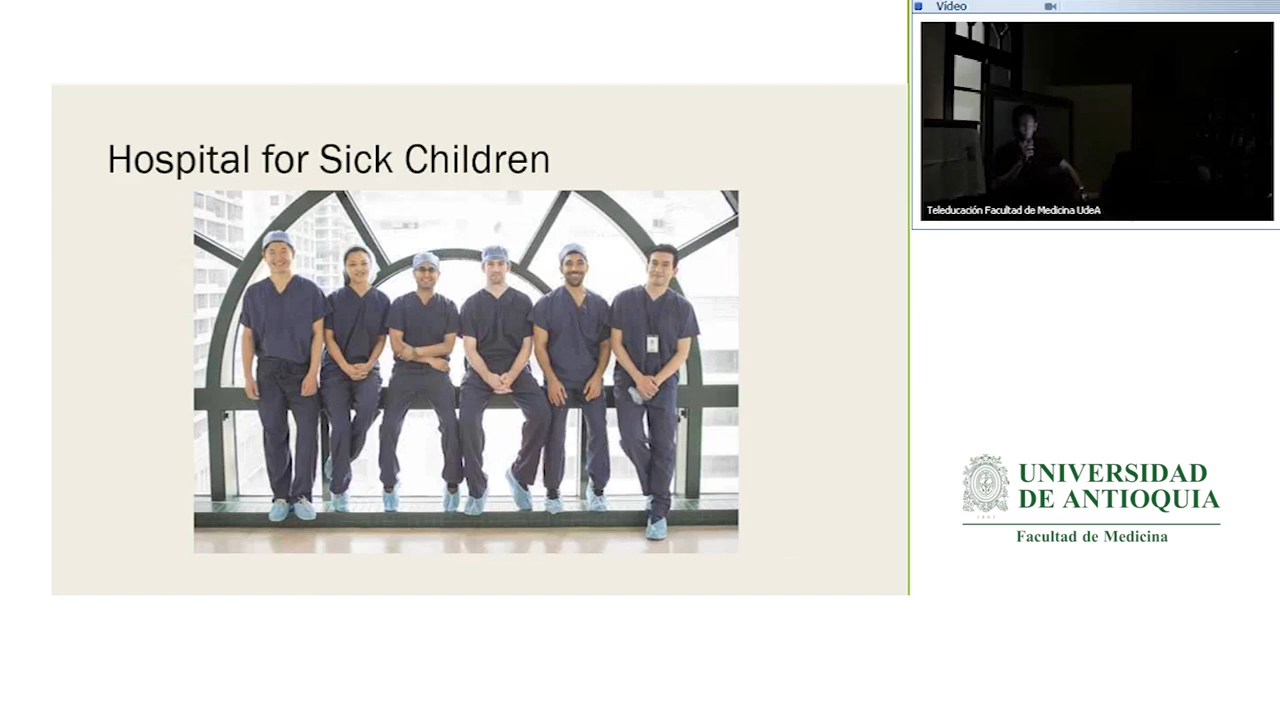 Hospital for Sick Children
Vídeo
Teleducación Facultad de Medicina UdeA
UNIVERSIDAD
DE ANTIOQUIA
Facultad de Medicina